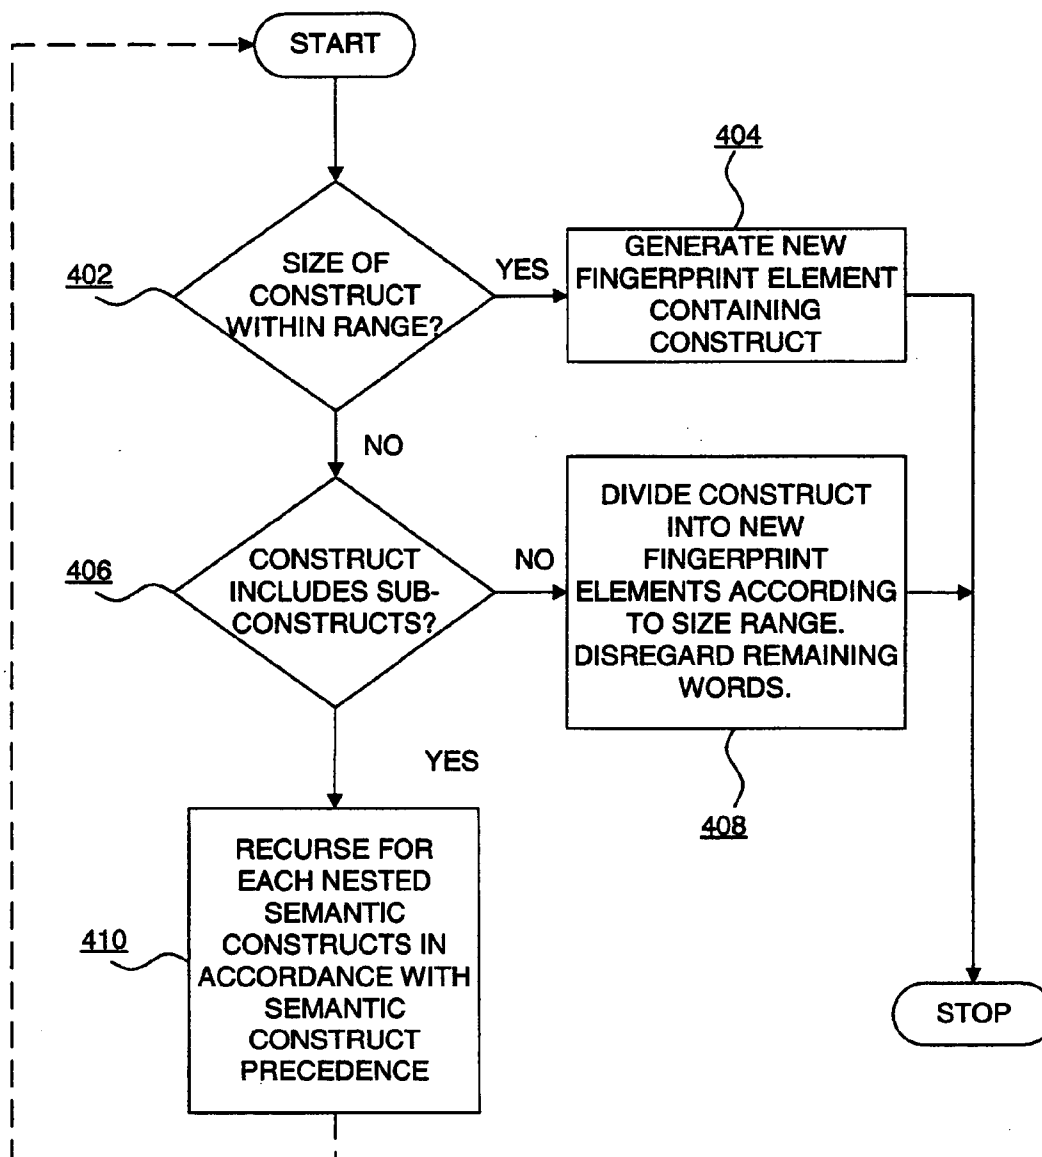 START
404
402
SIZE OF
CONSTRUCT
WITHIN RANGE?
YES
GENERATE NEW
FINGERPRINT ELEMENT
CONTAINING
CONSTRUCT
NO
406
CONSTRUCT
INCLUDES SUB-
CONSTRUCTS?
NO
DIVIDE CONSTRUCT
INTO NEW
FINGERPRINT
ELEMENTS ACCORDING
TO SIZE RANGE.
DISREGARD REMAINING
WORDS.
YES
408
410
RECURSE FOR
EACH NESTED
SEMANTIC
CONSTRUCTS IN
ACCORDANCE WITH
SEMANTIC
CONSTRUCT
PRECEDENCE
STOP